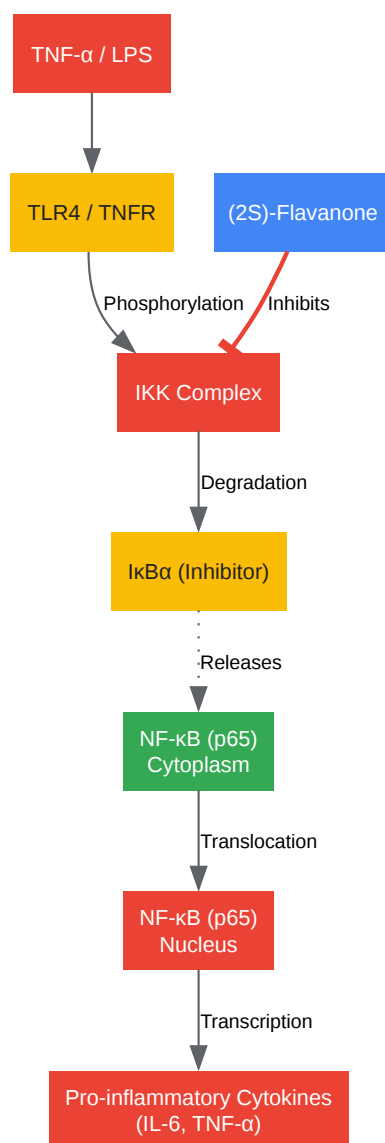 TNF-α / LPS
TLR4 / TNFR
(2S)-Flavanone
Phosphorylation
Inhibits
IKK Complex
Degradation
IκBα (Inhibitor)
Releases
NF-κB (p65)
Cytoplasm
Translocation
NF-κB (p65)
Nucleus
Transcription
Pro-inflammatory Cytokines
(IL-6, TNF-α)